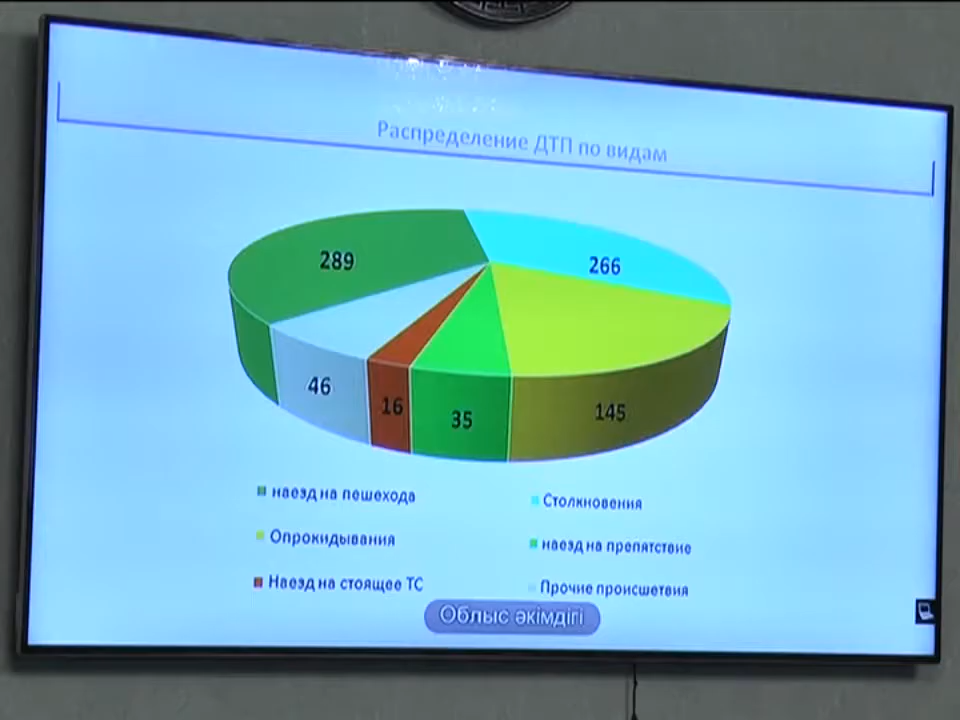 Распределение ДТП по видам
289
266
46
16
35
145
наезд на пешехода
Столкновения
Опрокидывания
наезд на препятствие
Наезд на стоящее ТС
Прочие происшетвия
Облыс әкімдігі